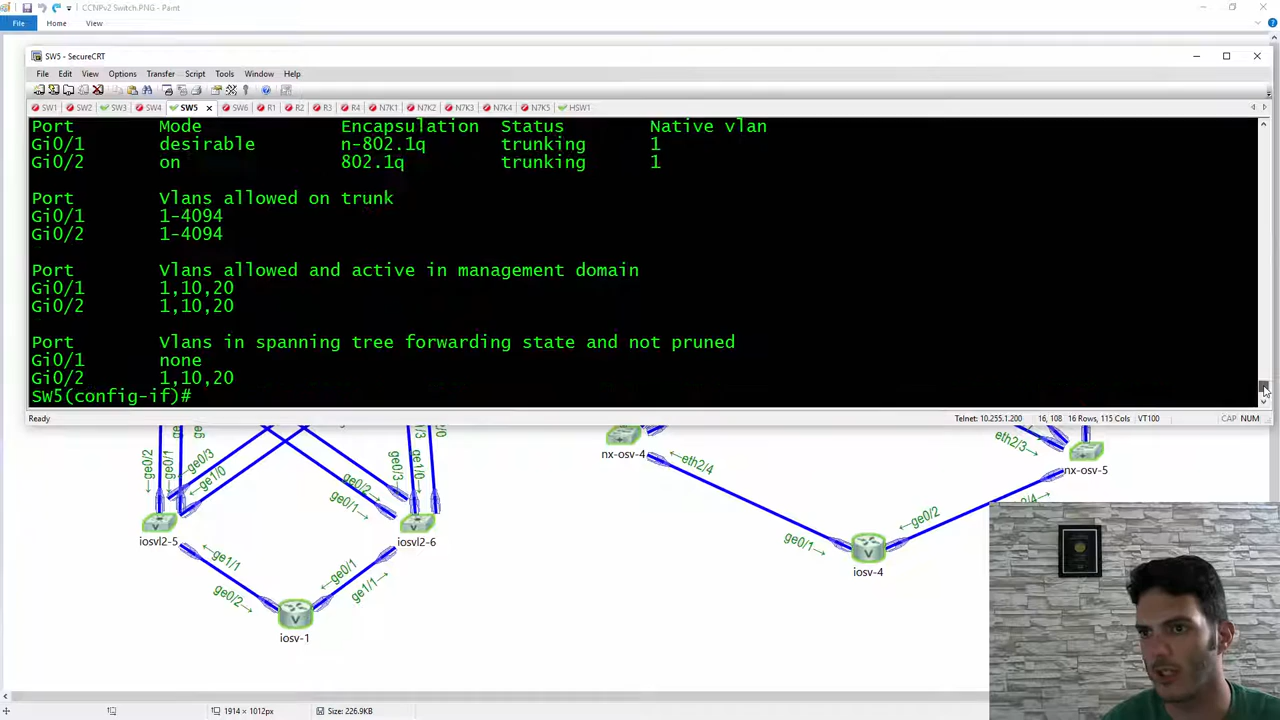 CCNPv2 Switch.PNG - Paint
File Home View
SW5 - SecureCRT
File Edit View Options Transfer Script Tools Window Help
SW1 SW2 SW3 SW4 SW5 SW6 R1 R2 R3 R4 N7K1 N7K2 N7K3 N7K4 N7K5 HSW1
Port Mode Encapsulation Status Native vlan
Gi0/1 desirable n-802.1q trunking 1
Gi0/2 on 802.1q trunking 1
Port Vlans allowed on trunk
Gi0/1 1-4094
Gi0/2 1-4094
Port Vlans allowed and active in management domain
Gi0/1 1,10,20
Gi0/2 1,10,20
Port Vlans in spanning tree forwarding state and not pruned
Gi0/1 none
Gi0/2 1,10,20
SW5(config-if)#
Ready Telnet: 10.255.1.200 16, 108 16 Rows, 115 Cols VT100 CAP NUM
←ge0/2
ge0/1→
←ge0/3
←ge1/0
ge0/2→
ge0/1→
ge0/3→
ge1/0→
nx-osv-4
←eth2/4
eth2/3→
nx-osv-5
iosvl2-5
iosvl2-6
←ge1/1
ge0/2→
←ge0/1
ge1/1→
iosv-1
ge0/1→
←ge0/2
iosv-4
1914 × 1012px Size: 226.9KB